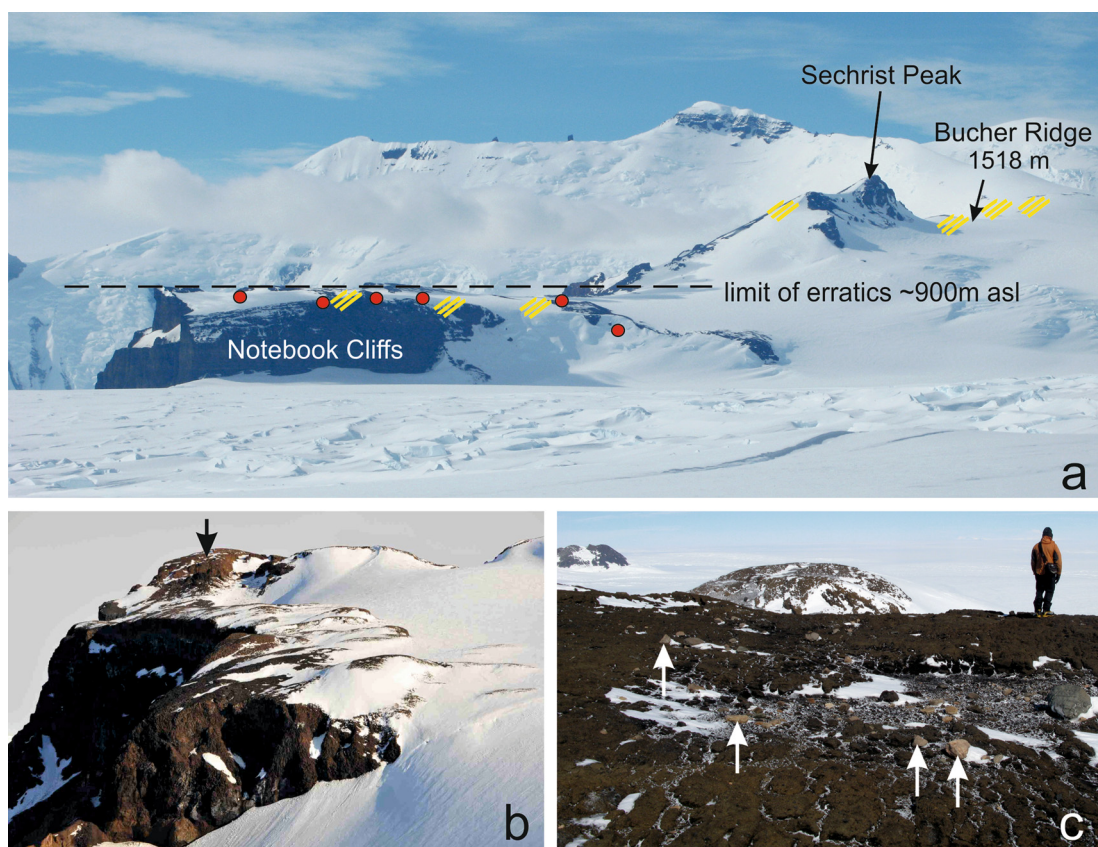 Sechrist Peak
Bucher Ridge
1518 m
limit of erratics ~900m asl
Notebook Cliffs
a
b
c